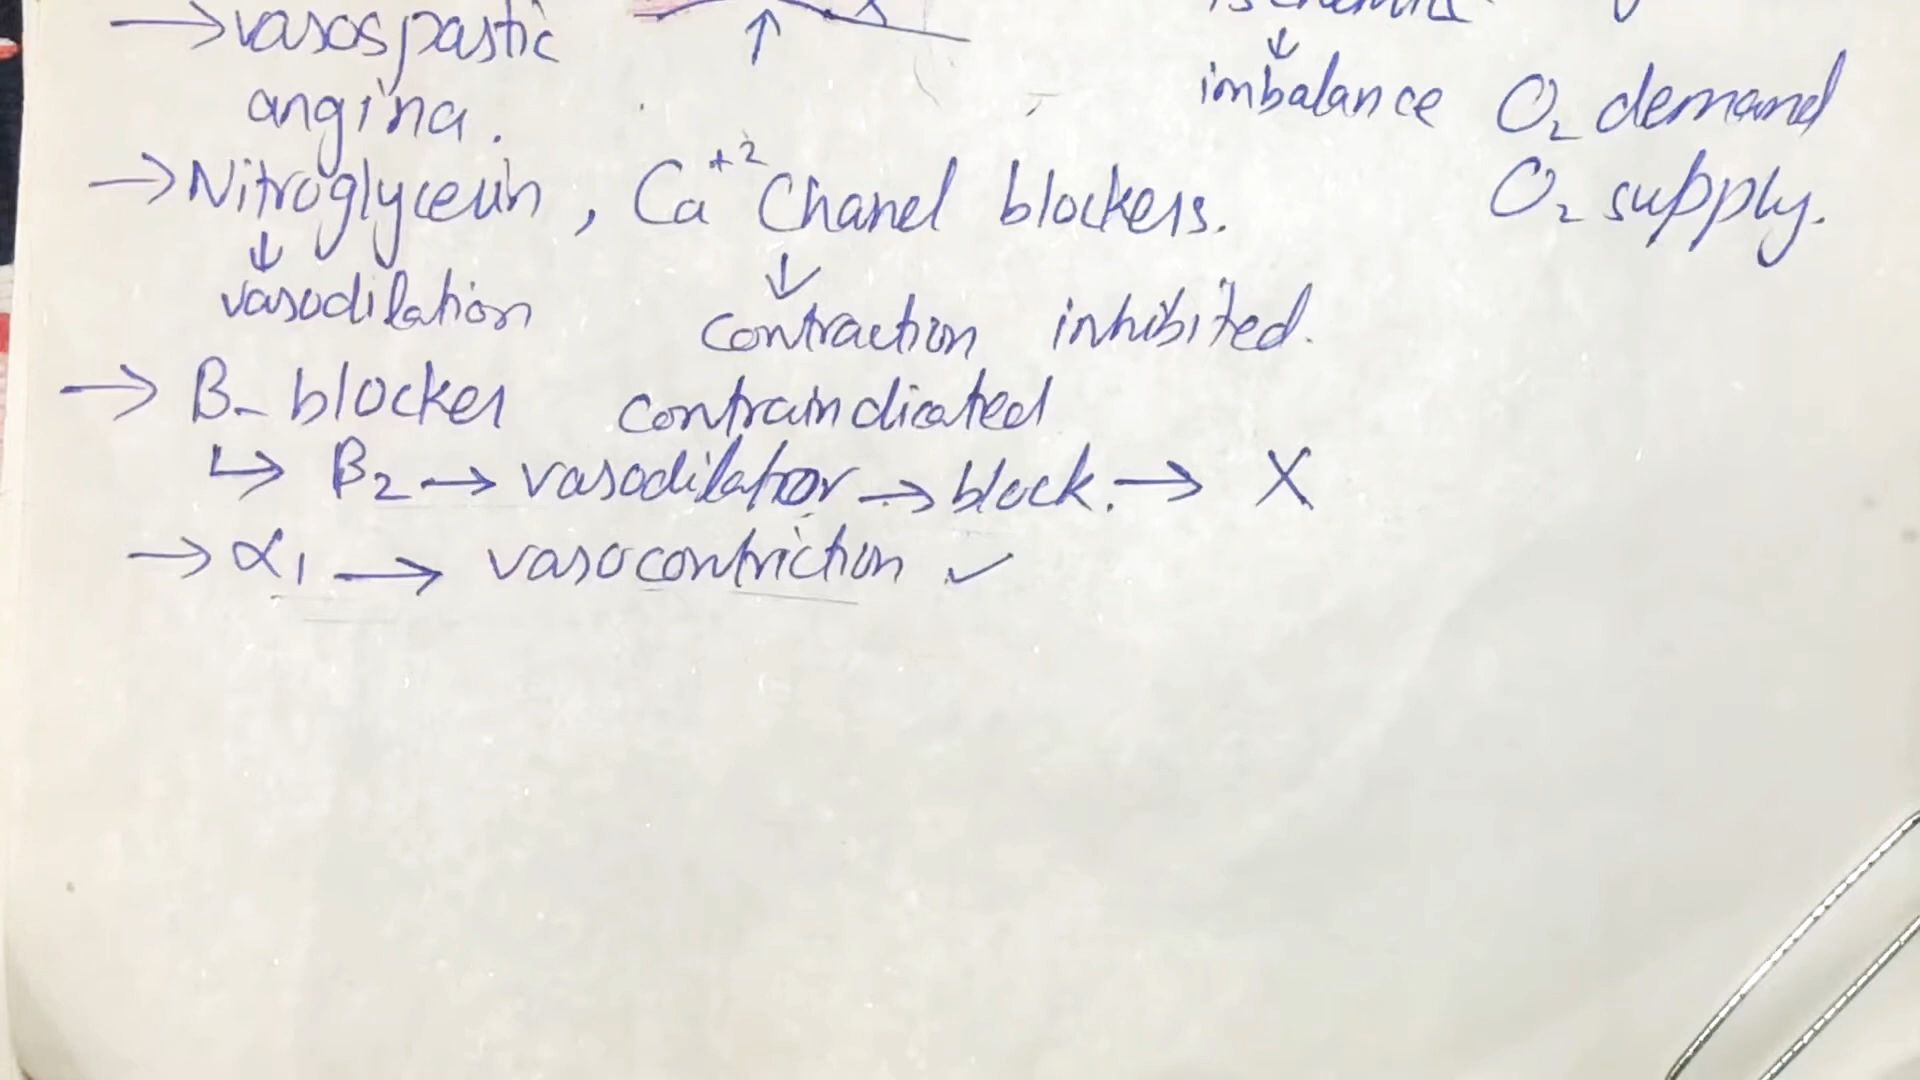 → vasospastic
angina.
↓
imbalance O₂ demand
O₂ supply.
→ Nitroglycerin, Ca⁺² Chanel blockers.
↓ ↓
vasodilation contraction inhibited.
→ B-blocker contraindicated
↳ β₂ → vasodilator → block. → X
→ α₁ → vasocontriction ✓